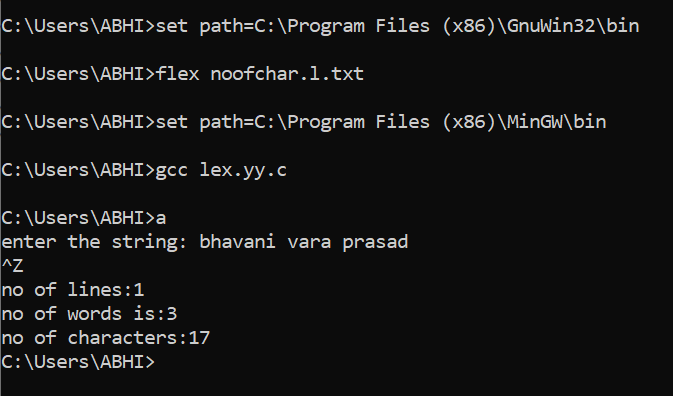 C:\Users\ABHI>set path=C:\Program Files (x86)\GnuWin32\bin
C:\Users\ABHI>flex noofchar.l.txt
C:\Users\ABHI>set path=C:\Program Files (x86)\MinGW\bin
C:\Users\ABHI>gcc lex.yy.c
C:\Users\ABHI>a
enter the string: bhavani vara prasad
^Z
no of lines:1
no of words is:3
no of characters:17
C:\Users\ABHI>